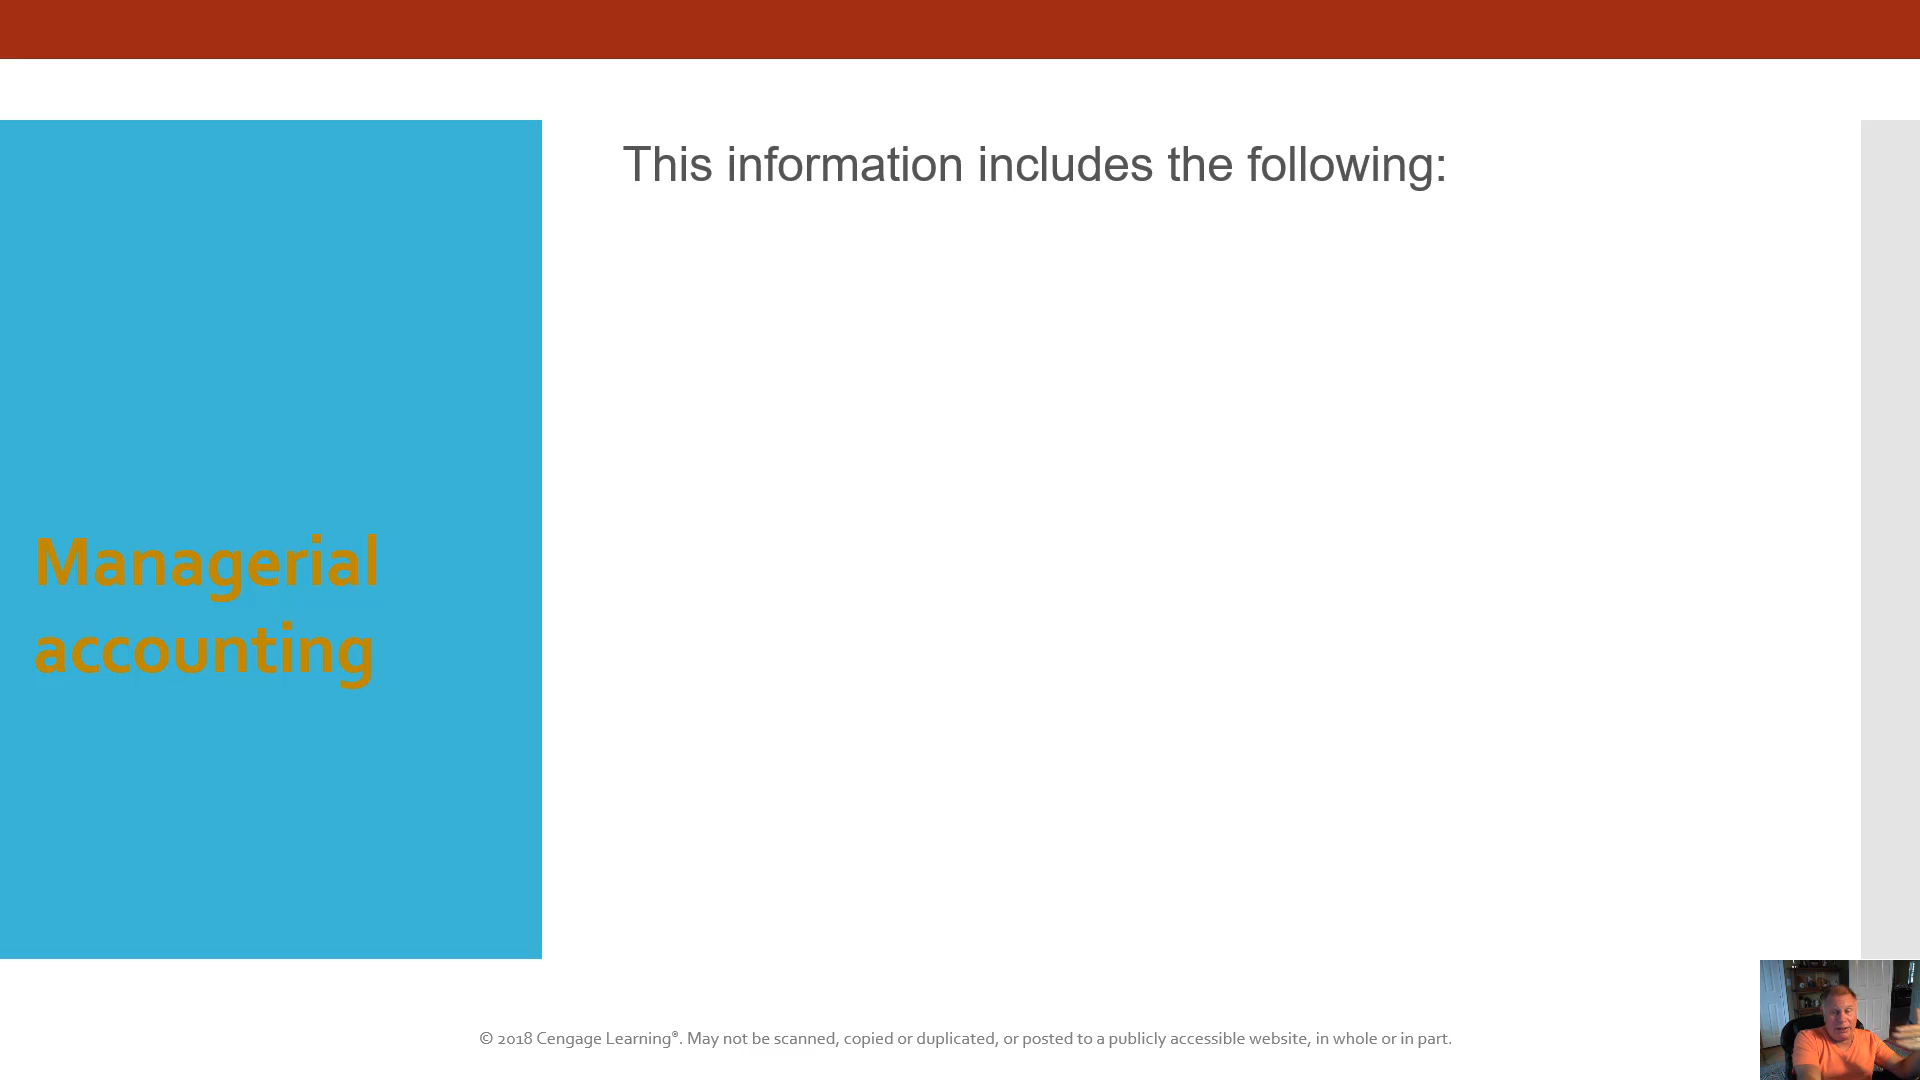 This information includes the following:
Managerial
accounting
© 2018 Cengage Learning®. May not be scanned, copied or duplicated, or posted to a publicly accessible website, in whole or in part.